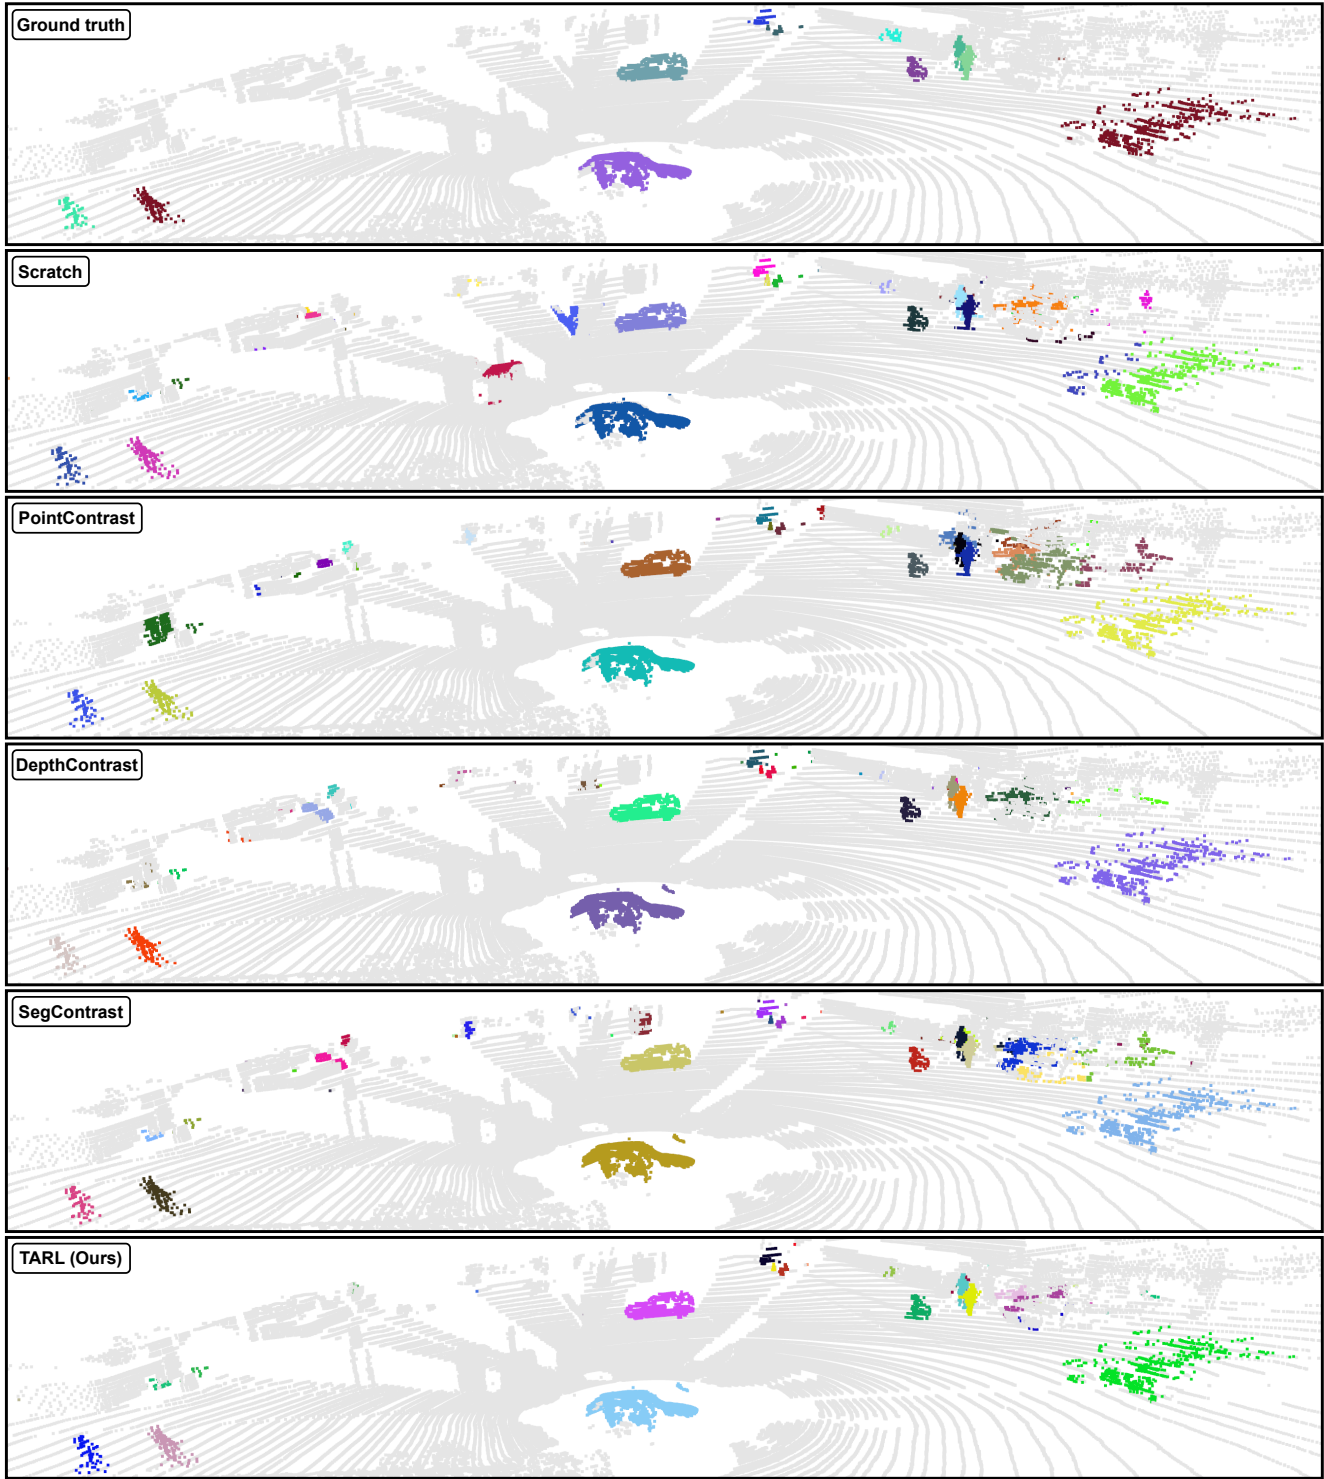 Ground truth
Scratch
PointContrast
DepthContrast
SegContrast
TARL (Ours)